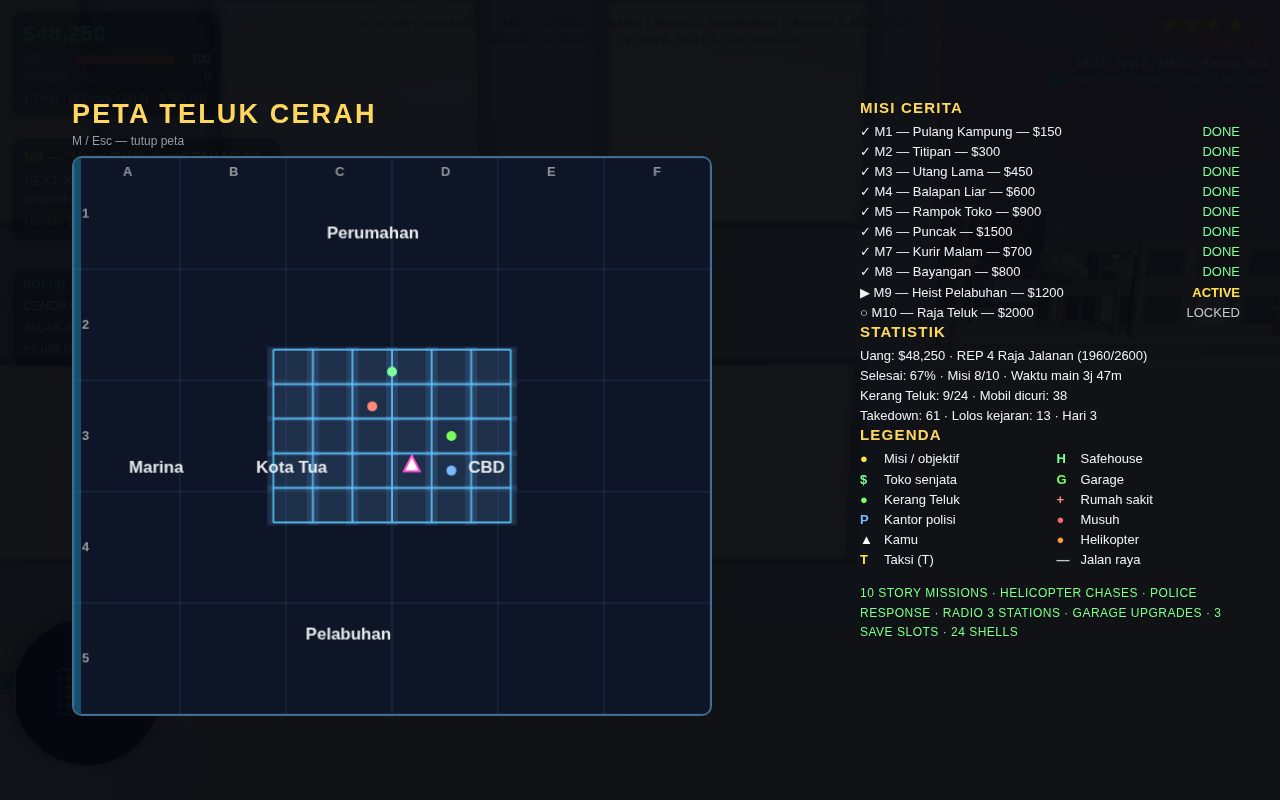 $48,250
HP
100
ARMOR
0
PETA TELUK CERAH
M / Esc — tutup peta
A B C D E F
1
Perumahan
2
3
Marina Kota Tua CBD
4
Pelabuhan
5
MISI CERITA
✓ M1 — Pulang Kampung — $150 DONE
✓ M2 — Titipan — $300 DONE
✓ M3 — Utang Lama — $450 DONE
✓ M4 — Balapan Liar — $600 DONE
✓ M5 — Rampok Toko — $900 DONE
✓ M6 — Puncak — $1500 DONE
✓ M7 — Kurir Malam — $700 DONE
✓ M8 — Bayangan — $800 DONE
▶ M9 — Heist Pelabuhan — $1200 ACTIVE
○ M10 — Raja Teluk — $2000 LOCKED
STATISTIK
Uang: $48,250 · REP 4 Raja Jalanan (1960/2600)
Selesai: 67% · Misi 8/10 · Waktu main 3j 47m
Kerang Teluk: 9/24 · Mobil dicuri: 38
Takedown: 61 · Lolos kejaran: 13 · Hari 3
LEGENDA
● Misi / objektif H Safehouse
$ Toko senjata G Garage
● Kerang Teluk + Rumah sakit
P Kantor polisi ● Musuh
▲ Kamu ● Helikopter
T Taksi (T) — Jalan raya
10 STORY MISSIONS · HELICOPTER CHASES · POLICE
RESPONSE · RADIO 3 STATIONS · GARAGE UPGRADES · 3
SAVE SLOTS · 24 SHELLS